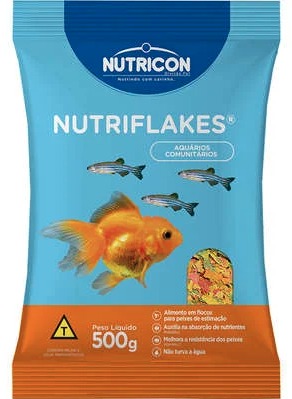 NUTRICON
Nutrindo com carinho.
NUTRIFLAKES®
AQUÁRIOS
COMUNITÁRIOS
T
Peso Líquido
500g
Alimento em flocos
para peixes de estimação
Auxilia na absorção de nutrientes
Melhora a resistência dos peixes
Não turva a água